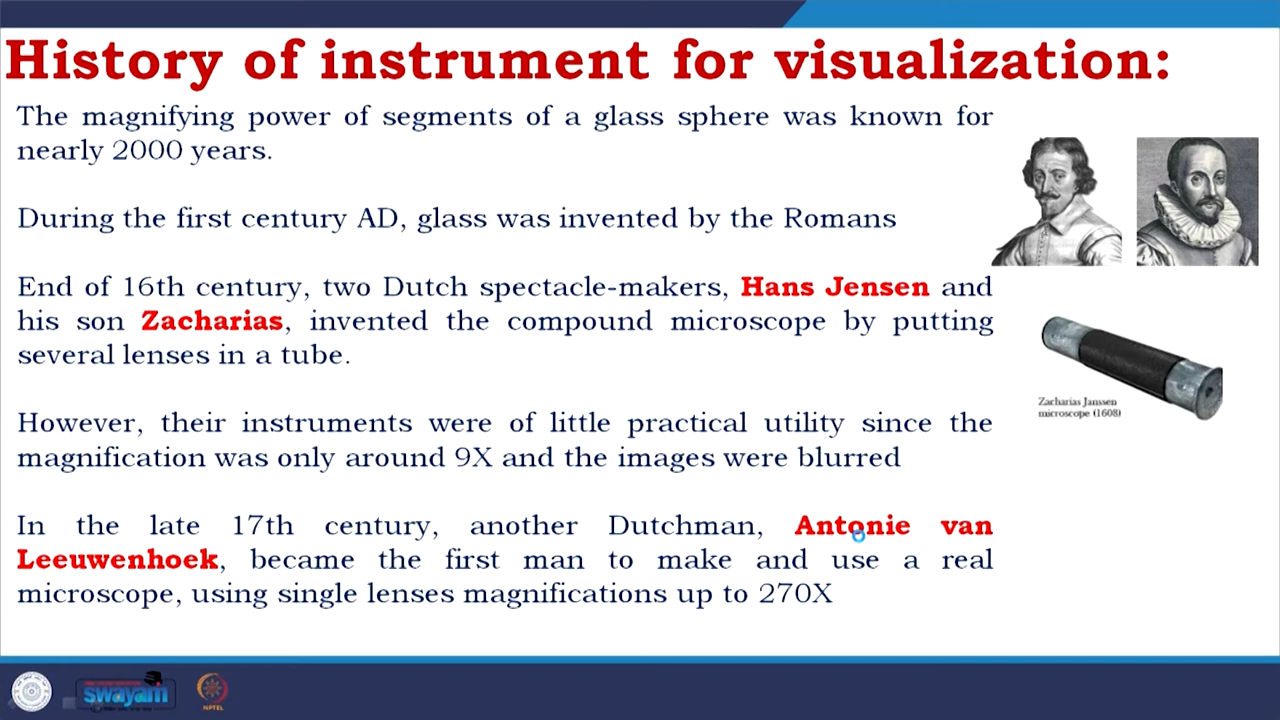 History of instrument for visualization:
The magnifying power of segments of a glass sphere was known for
nearly 2000 years.
During the first century AD, glass was invented by the Romans
End of 16th century, two Dutch spectacle-makers, Hans Jensen and
his son Zacharias, invented the compound microscope by putting
several lenses in a tube.
However, their instruments were of little practical utility since the
magnification was only around 9X and the images were blurred
In the late 17th century, another Dutchman, Antonie van
Leeuwenhoek, became the first man to make and use a real
microscope, using single lenses magnifications up to 270X
Zacharias Janssen
microscope (1608)
swayam
NPTEL